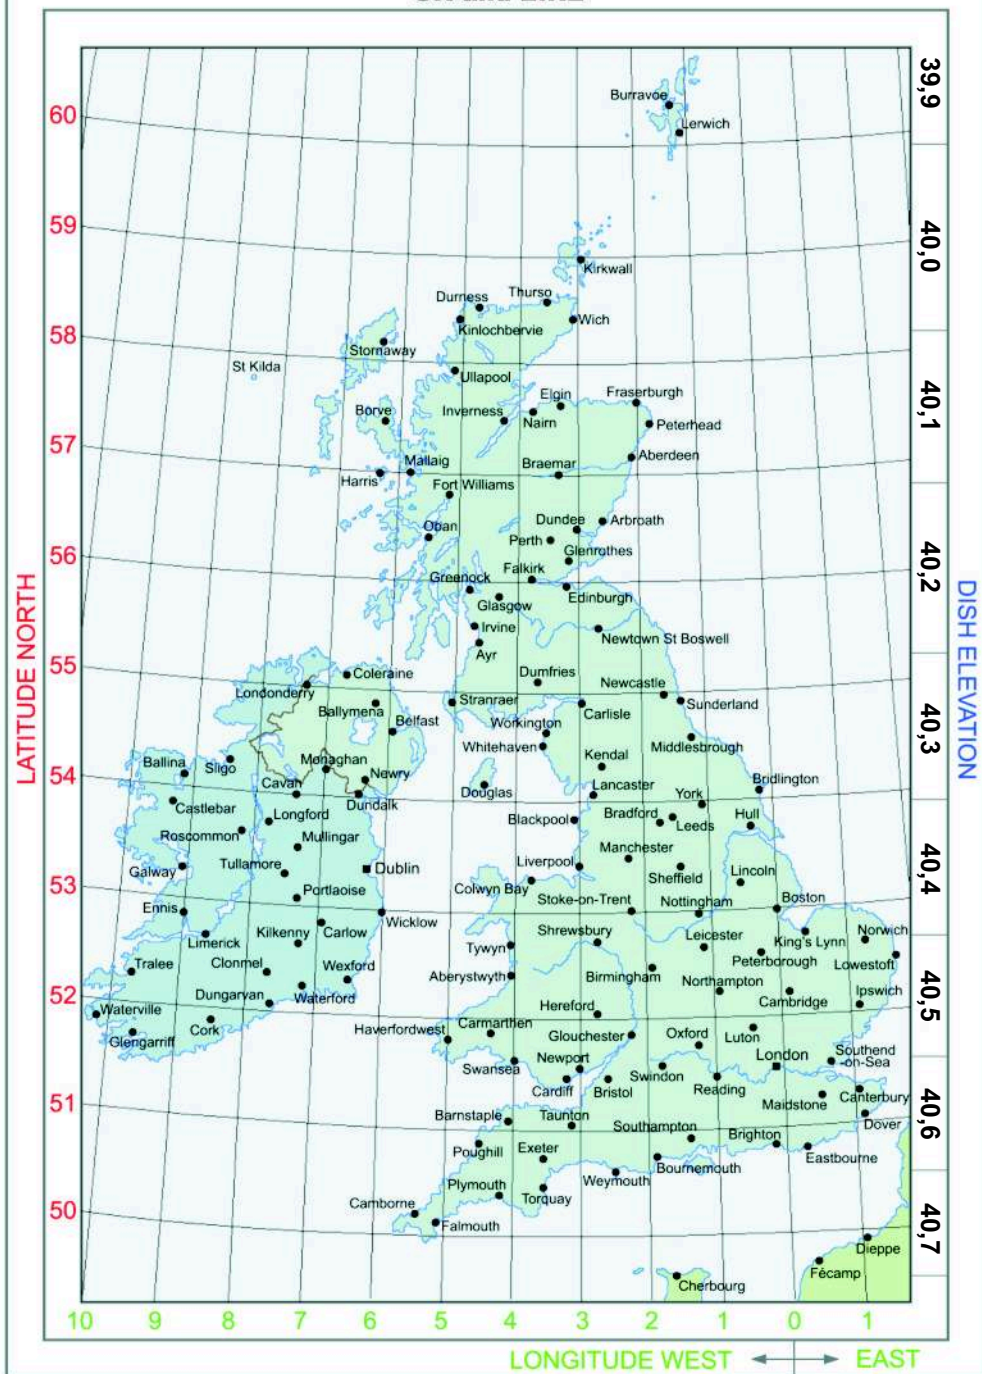 39,9
Burravoe
60
Lerwich
59
40,0
Kirkwall
Durness
Thurso
Kinlochbervie
Wich
58
Stornaway
St Kilda
Ullapool
40,1
Borve
Inverness
Elgin
Nairn
Fraserburgh
Peterhead
57
Mallaig
Braemar
Aberdeen
Harris
Fort Williams
Oban
Dundee
Arbroath
Perth
Glenrothes
56
40,2
Greenock
Falkirk
Glasgow
Edinburgh
Irvine
Newtown St Boswell
Ayr
LATITUDE NORTH
DISH ELEVATION
55
Londonderry
Coleraine
Dumfries
Newcastle
Stranraer
Ballymena
Carlisle
Sunderland
Belfast
Workington
40,3
Whitehaven
Kendal
Middlesbrough
Ballina
Sligo
Monaghan
Newry
54
Cavan
Douglas
Lancaster
Bridlington
Castlebar
Dundalk
York
Longford
Blackpool
Bradford
Leeds
Hull
Roscommon
Mullingar
Manchester
40,4
Tullamore
Dublin
Liverpool
Sheffield
Lincoln
Galway
Colwyn Bay
53
Portlaoise
Stoke-on-Trent
Nottingham
Boston
Ennis
Wicklow
Limerick
Kilkenny
Carlow
Shrewsbury
Leicester
King's Lynn
Norwich
Tywyn
Peterborough
Lowestoft
Tralee
Clonmel
Wexford
Aberystwyth
Birmingham
Northampton
52
Dungarvan
Waterford
Cambridge
Ipswich
40,5
Waterville
Cork
Hereford
Glengarriff
Haverfordwest
Carmarthen
Glouchester
Oxford
Luton
London
Southend
-on-Sea
Swansea
Newport
Swindon
Cardiff
Bristol
Reading
Maidstone
Canterbury
51
Barnstaple
Taunton
Southampton
Dover
40,6
Brighton
Poughill
Exeter
Eastbourne
Bournemouth
Weymouth
Plymouth
Torquay
Camborne
50
Falmouth
40,7
Dieppe
Fécamp
Cherbourg
10 9 8 7 6 5 4 3 2 1 0 1
LONGITUDE WEST EAST